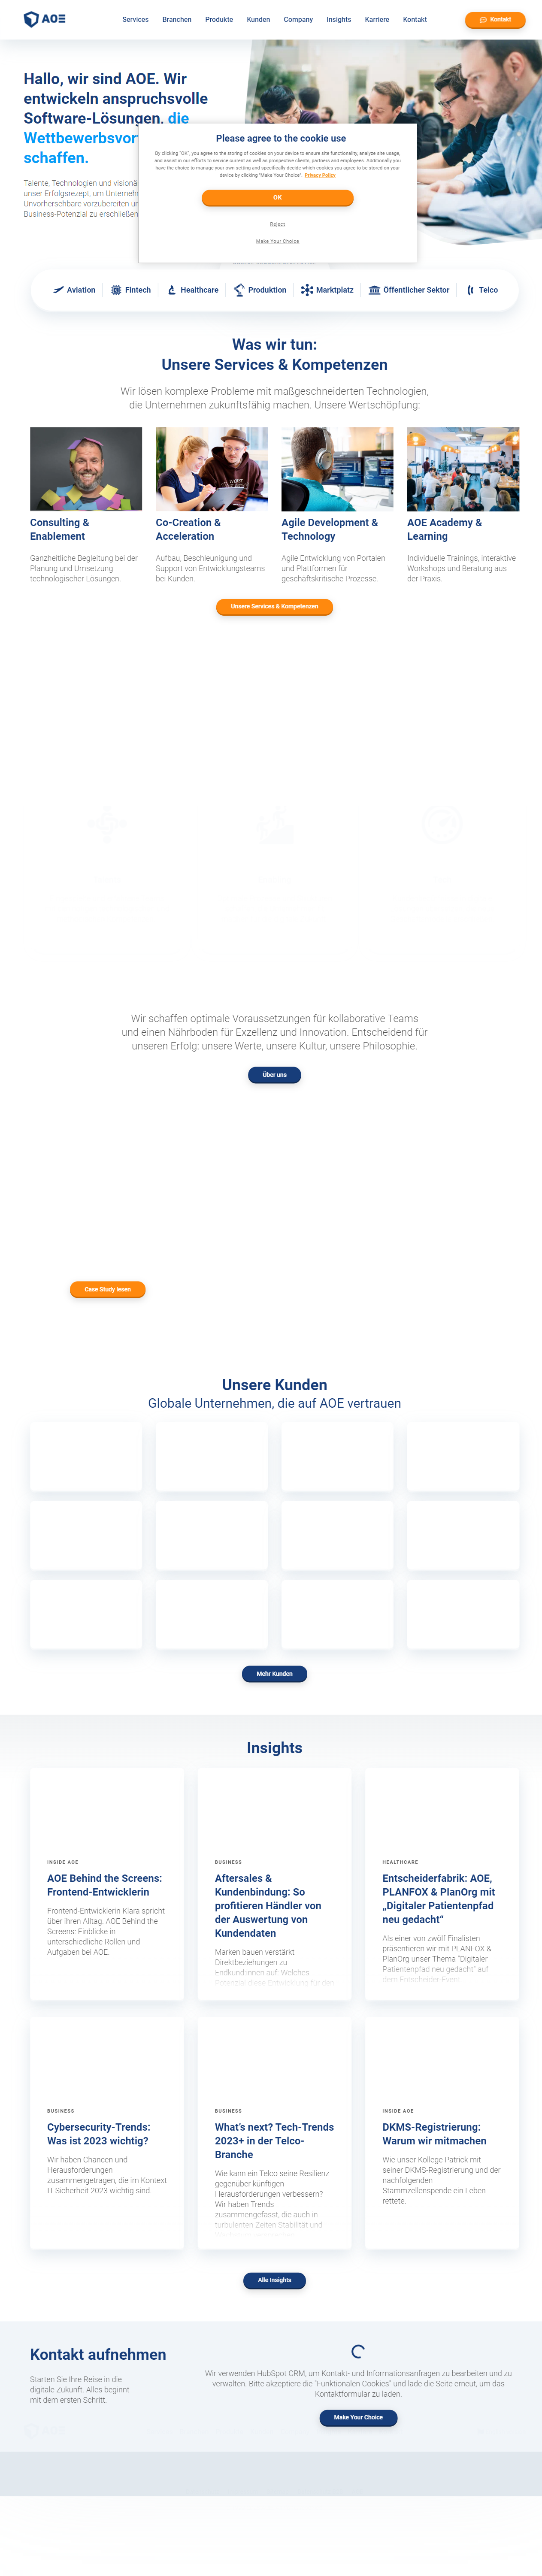 AOE
Services Branchen Produkte Kunden Company Insights Karriere Kontakt
Kontakt
Hallo, wir sind AOE. Wir
entwickeln anspruchsvolle
Software-Lösungen, die
Wettbewerbsvor
schaffen.
Talente, Technologien und visionä
unser Erfolgsrezept, um Unterneh
Unvorhersehbare vorzubereiten u
Business-Potenzial zu erschließen
Please agree to the cookie use
By clicking "OK", you agree to the storing of cookies on your device to ensure site functionality, analyze site usage,
and assist in our efforts to service current as well as prospective clients, partners and employees. Additionally you
have the choice to manage your own setting and specifically decide which cookies you agree to be stored on your
device by clicking "Make Your Choice". Privacy Policy
OK
Reject
Make Your Choice
Aviation Fintech Healthcare Produktion Marktplatz Öffentlicher Sektor Telco
Was wir tun:
Unsere Services & Kompetenzen
Wir lösen komplexe Probleme mit maßgeschneiderten Technologien,
die Unternehmen zukunftsfähig machen. Unsere Wertschöpfung:
Consulting &
Enablement
Ganzheitliche Begleitung bei der
Planung und Umsetzung
technologischer Lösungen.
Co-Creation &
Acceleration
Aufbau, Beschleunigung und
Support von Entwicklungsteams
bei Kunden.
Agile Development &
Technology
Agile Entwicklung von Portalen
und Plattformen für
geschäftskritische Prozesse.
AOE Academy &
Learning
Individuelle Trainings, interaktive
Workshops und Beratung aus
der Praxis.
Unsere Services & Kompetenzen
Wir schaffen optimale Voraussetzungen für kollaborative Teams
und einen Nährboden für Exzellenz und Innovation. Entscheidend für
unseren Erfolg: unsere Werte, unsere Kultur, unsere Philosophie.
Über uns
Case Study lesen
Unsere Kunden
Globale Unternehmen, die auf AOE vertrauen
Mehr Kunden
Insights
INSIDE AOE
AOE Behind the Screens:
Frontend-Entwicklerin
Frontend-Entwicklerin Klara spricht
über ihren Alltag. AOE Behind the
Screens: Einblicke in
unterschiedliche Rollen und
Aufgaben bei AOE.
BUSINESS
Aftersales &
Kundenbindung: So
profitieren Händler von
der Auswertung von
Kundendaten
Marken bauen verstärkt
Direktbeziehungen zu
Endkund:innen auf. Welches
HEALTHCARE
Entscheiderfabrik: AOE,
PLANFOX & PlanOrg mit
„Digitaler Patientenpfad
neu gedacht“
Als einer von zwölf Finalisten
präsentieren wir mit PLANFOX &
PlanOrg unser Thema "Digitaler
Patientenpfad neu gedacht" auf
dem Entscheider-Event.
BUSINESS
Cybersecurity-Trends:
Was ist 2023 wichtig?
Wir haben Chancen und
Herausforderungen
zusammengetragen, die im Kontext
IT-Sicherheit 2023 wichtig sind.
BUSINESS
What’s next? Tech-Trends
2023+ in der Telco-
Branche
Wie kann ein Telco seine Resilienz
gegenüber künftigen
Herausforderungen verbessern?
Wir haben Trends
zusammengefasst, die auch in
turbulenten Zeiten Stabilität und
INSIDE AOE
DKMS-Registrierung:
Warum wir mitmachen
Wie unser Kollege Patrick mit
seiner DKMS-Registrierung und der
nachfolgenden
Stammzellenspende ein Leben
rettete.
Alle Insights
Kontakt aufnehmen
Starten Sie Ihre Reise in die
digitale Zukunft. Alles beginnt
mit dem ersten Schritt.
Wir verwenden HubSpot CRM, um Kontakt- und Informationsanfragen zu bearbeiten und zu
verwalten. Bitte akzeptiere die "Funktionalen Cookies" und lade die Seite erneut, um das
Kontaktformular zu laden.
Make Your Choice